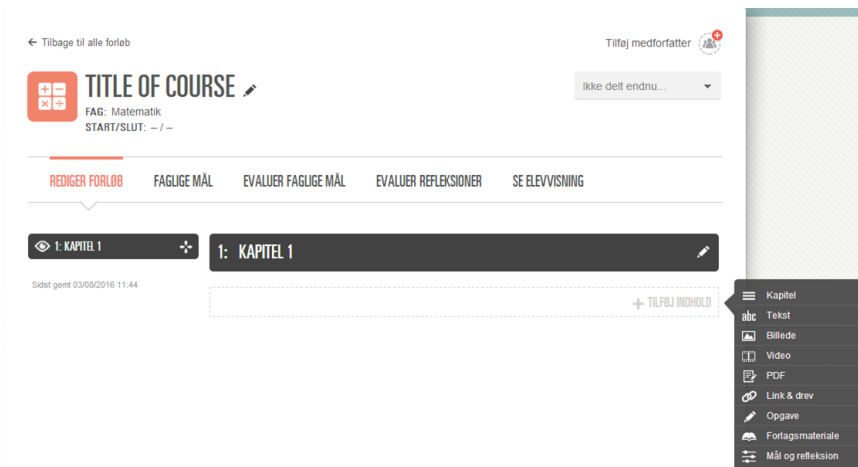 ← Tilbage til alle forløb
Tilføj medforfatter
TITLE OF COURSE
Ikke delt endnu...
FAG: Matematik
START/SLUT: – / –
REDIGER FORLØB FAGLIGE MÅL EVALUER FAGLIGE MÅL EVALUER REFLEKSIONER SE ELEVVISNING
1: KAPITEL 1
1: KAPITEL 1
Sidst gemt 03/08/2016 11:44
+ TILFØJ INDHOLD
Kapitel
abc Tekst
Billede
Video
PDF
Link & drev
Opgave
Forlagsmateriale
Mål og refleksion